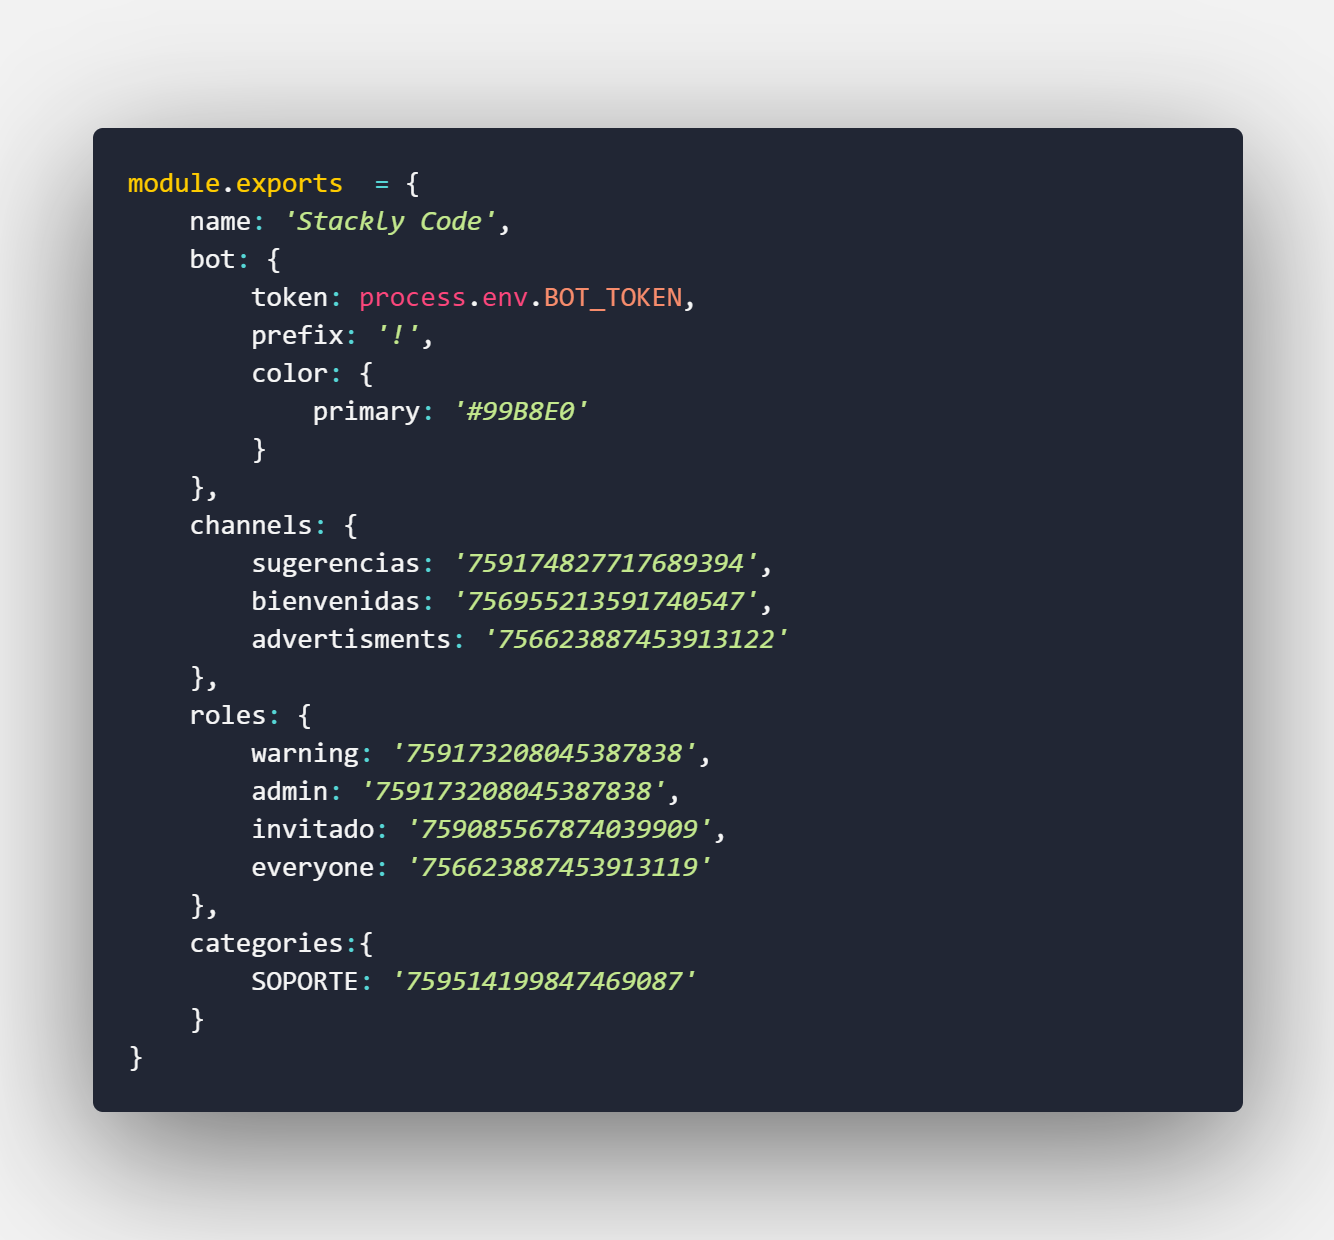 module.exports  = {
    name: 'Stackly Code',
    bot: {
        token: process.env.BOT_TOKEN,
        prefix: '!',
        color: {
            primary: '#99B8E0'
        }
    },
    channels: {
        sugerencias: '759174827717689394',
        bienvenidas: '756955213591740547',
        advertisments: '756623887453913122'
    },
    roles: {
        warning: '759173208045387838',
        admin: '759173208045387838',
        invitado: '759085567874039909',
        everyone: '756623887453913119'
    },
    categories:{
        SOPORTE: '759514199847469087'
    }
}